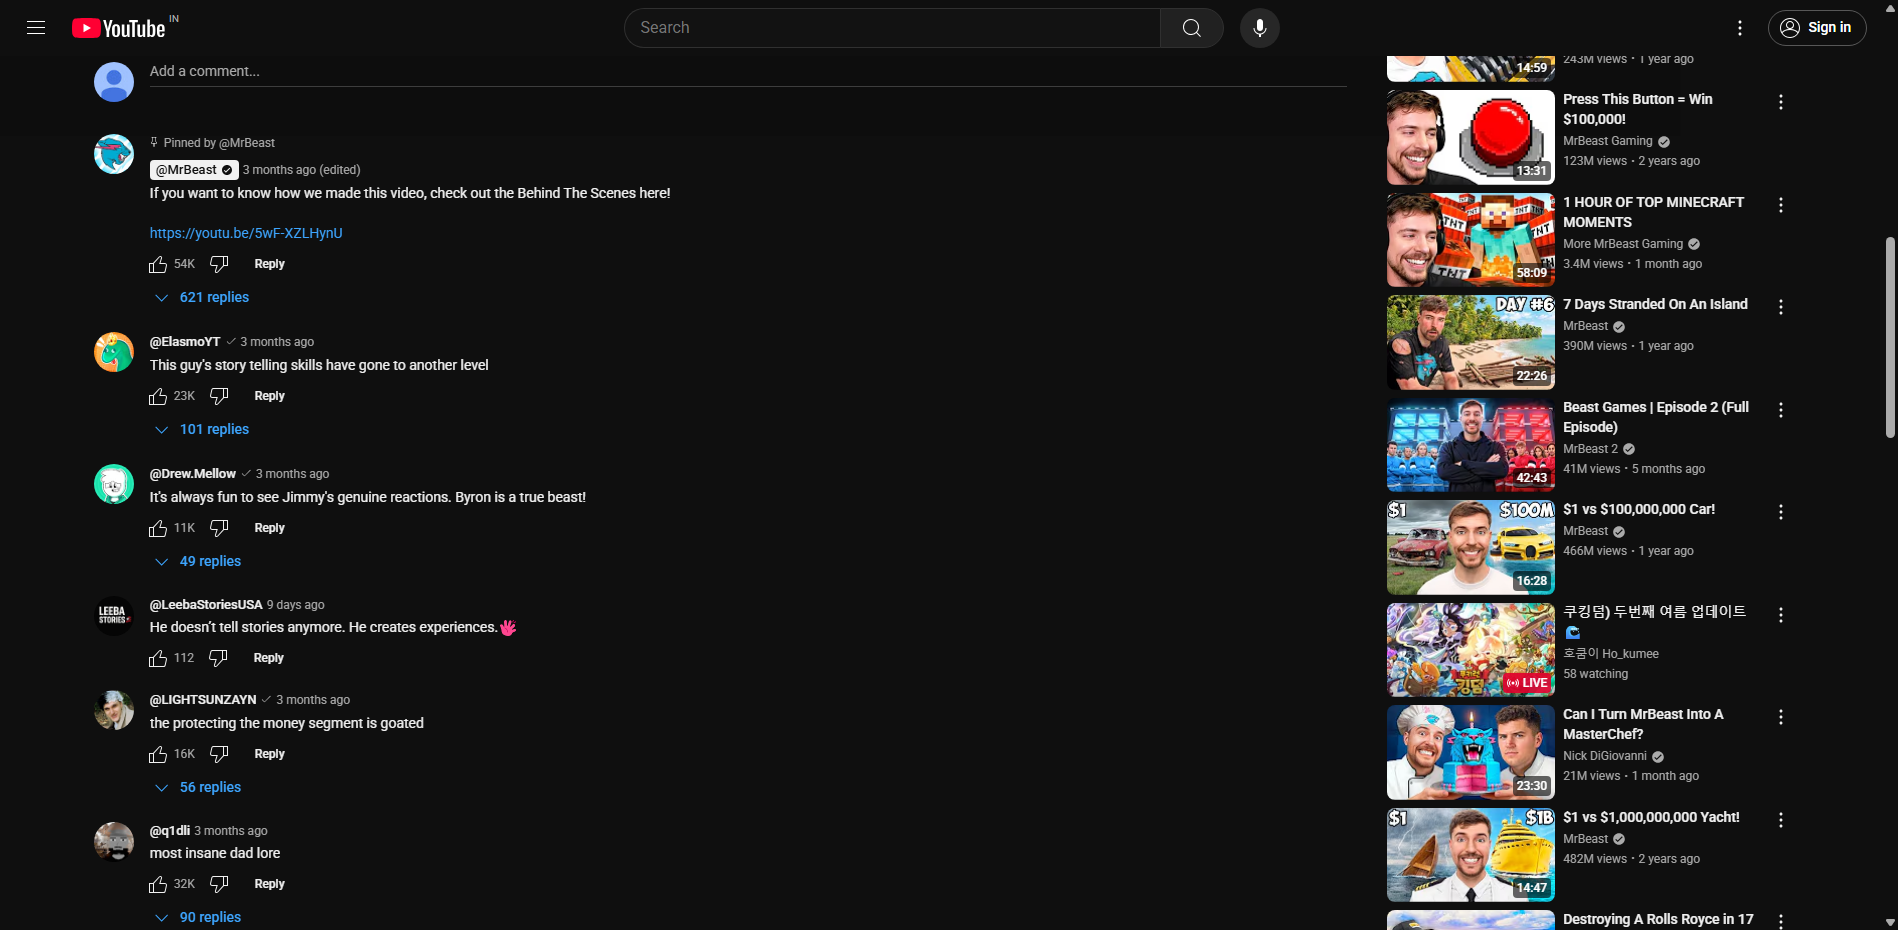 YouTube IN
Search
Sign in
Add a comment...
Pinned by @MrBeast
@MrBeast 3 months ago (edited)
If you want to know how we made this video, check out the Behind The Scenes here!
https://youtu.be/5wF-XZLHynU
54K Reply
621 replies
@ElasmoYT 3 months ago
This guy's story telling skills have gone to another level
23K Reply
101 replies
@Drew.Mellow 3 months ago
It's always fun to see Jimmy's genuine reactions. Byron is a true beast!
11K Reply
49 replies
LEEBA
STORIES
@LeebaStoriesUSA 9 days ago
He doesn't tell stories anymore. He creates experiences.
112 Reply
@LIGHTSUNZAYN 3 months ago
the protecting the money segment is goated
16K Reply
56 replies
@q1dli 3 months ago
most insane dad lore
32K Reply
90 replies
14:59
243M views • 1 year ago
13:31
Press This Button = Win
$100,000!
MrBeast Gaming
123M views • 2 years ago
TNT
TNT
TNT
58:09
1 HOUR OF TOP MINECRAFT
MOMENTS
More MrBeast Gaming
3.4M views • 1 month ago
DAY #6
HELP
22:26
7 Days Stranded On An Island
MrBeast
390M views • 1 year ago
42:43
Beast Games | Episode 2 (Full
Episode)
MrBeast 2
41M views • 5 months ago
$1 $100M
16:28
$1 vs $100,000,000 Car!
MrBeast
466M views • 1 year ago
킹덤
LIVE
쿠킹덤) 두번째 여름 업데이트
호쿰이 Ho_kumee
58 watching
23:30
Can I Turn MrBeast Into A
MasterChef?
Nick DiGiovanni
21M views • 1 month ago
$1 $1B
14:47
$1 vs $1,000,000,000 Yacht!
MrBeast
482M views • 2 years ago
Destroying A Rolls Royce in 17